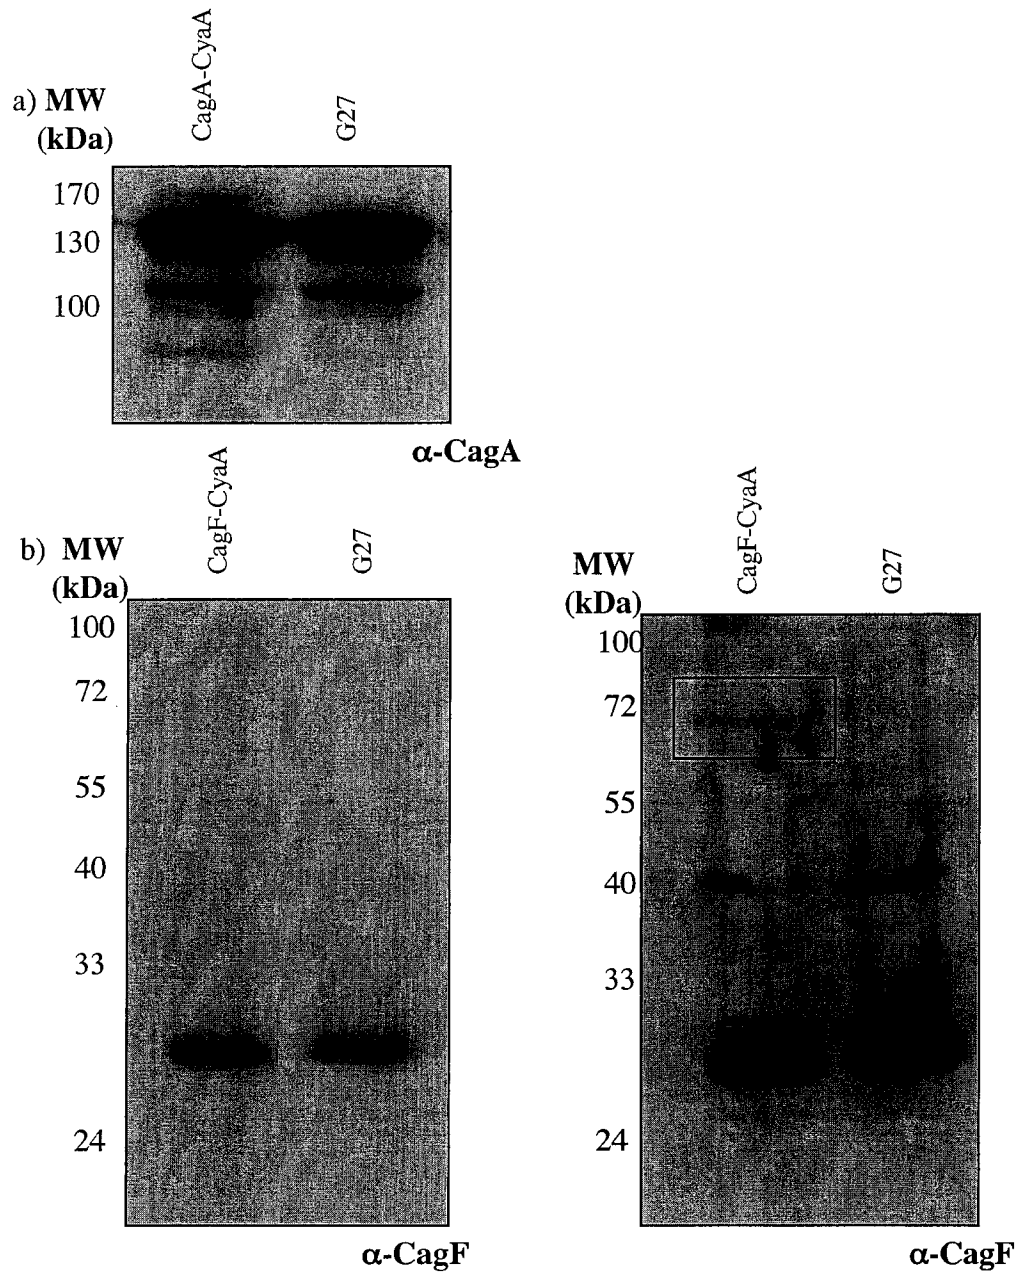 CagA-CyaA
G27
a) MW
(kDa)
170
130
100
α-CagA
CagF-CyaA
G27
b) MW
(kDa)
100
72
55
40
33
24
α-CagF
CagF-CyaA
G27
MW
(kDa)
100
72
55
40
33
24
α-CagF